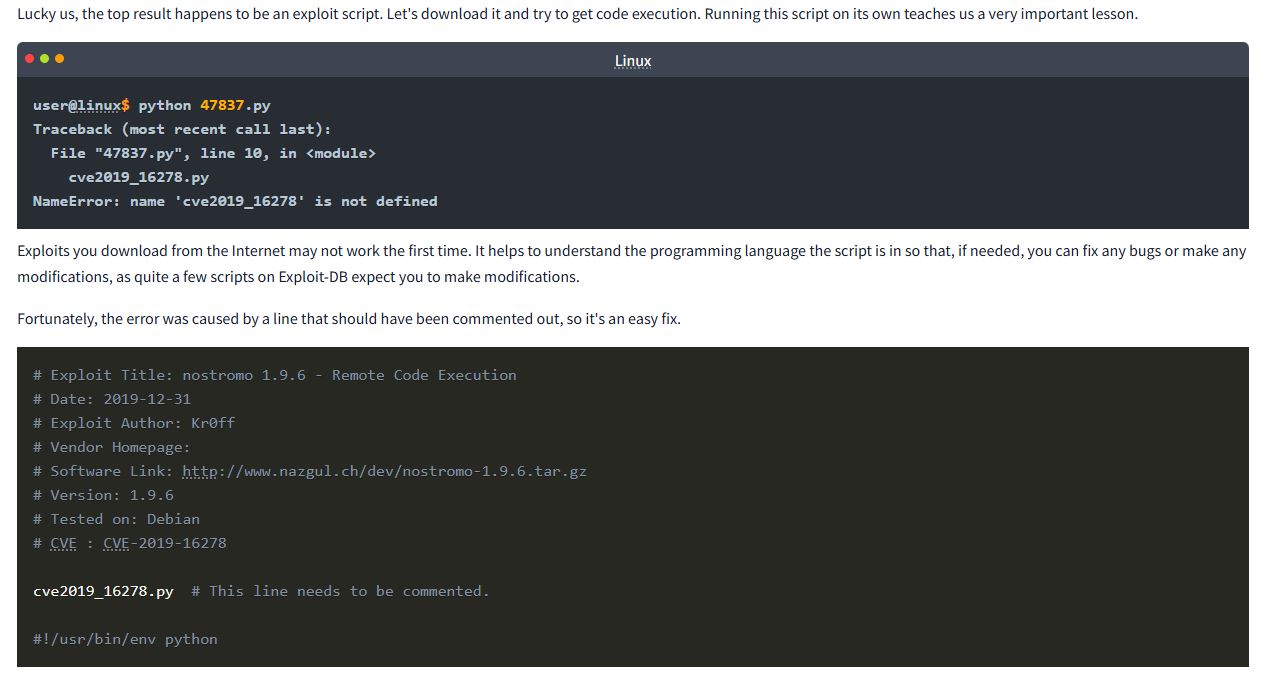 Lucky us, the top result happens to be an exploit script. Let's download it and try to get code execution. Running this script on its own teaches us a very important lesson.
Linux
user@linux$ python 47837.py
Traceback (most recent call last):
  File "47837.py", line 10, in <module>
    cve2019_16278.py
NameError: name 'cve2019_16278' is not defined
Exploits you download from the Internet may not work the first time. It helps to understand the programming language the script is in so that, if needed, you can fix any bugs or make any
modifications, as quite a few scripts on Exploit-DB expect you to make modifications.
Fortunately, the error was caused by a line that should have been commented out, so it's an easy fix.
# Exploit Title: nostromo 1.9.6 - Remote Code Execution
# Date: 2019-12-31
# Exploit Author: Kr0ff
# Vendor Homepage:
# Software Link: http://www.nazgul.ch/dev/nostromo-1.9.6.tar.gz
# Version: 1.9.6
# Tested on: Debian
# CVE : CVE-2019-16278
cve2019_16278.py  # This line needs to be commented.
#!/usr/bin/env python